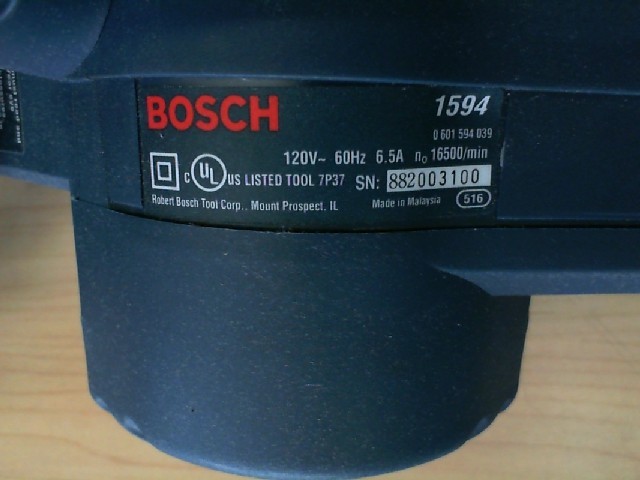 BOSCH 1594
0 601 594 039
120V~ 60Hz 6.5A n₀ 16500/min
c UL US LISTED TOOL 7P37 SN: 882003100
Robert Bosch Tool Corp., Mount Prospect, IL Made in Malaysia 516